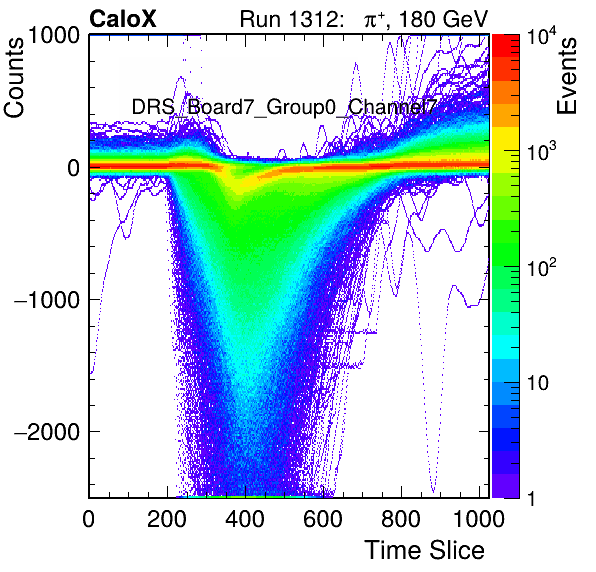 CaloX Run 1312: π⁺, 180 GeV
Counts
Events
DRS_Board7_Group0_Channel7
1000
0
−1000
−2000
0 200 400 600 800 1000
Time Slice
10⁴
10³
10²
10
1